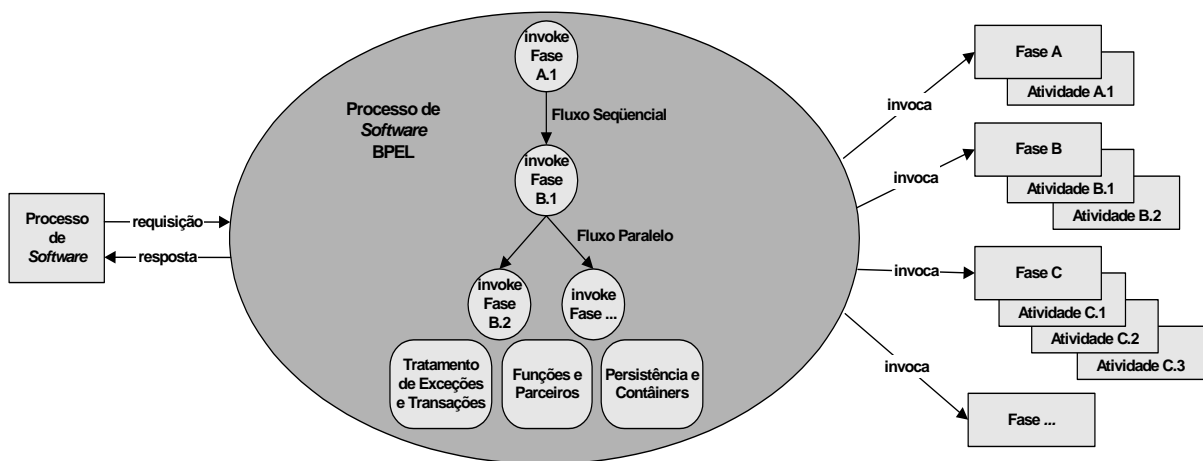 Processo
de
Software
requisição
resposta
Processo de
Software
BPEL
invoke
Fase
A.1
Fluxo Seqüencial
invoke
Fase
B.1
Fluxo Paralelo
invoke
Fase
B.2
invoke
Fase ...
Tratamento
de Exceções
e Transações
Funções e
Parceiros
Persistência e
Contâiners
invoca
Fase A
Atividade A.1
invoca
Fase B
Atividade B.1
Atividade B.2
invoca
Fase C
Atividade C.1
Atividade C.2
Atividade C.3
invoca
Fase ...